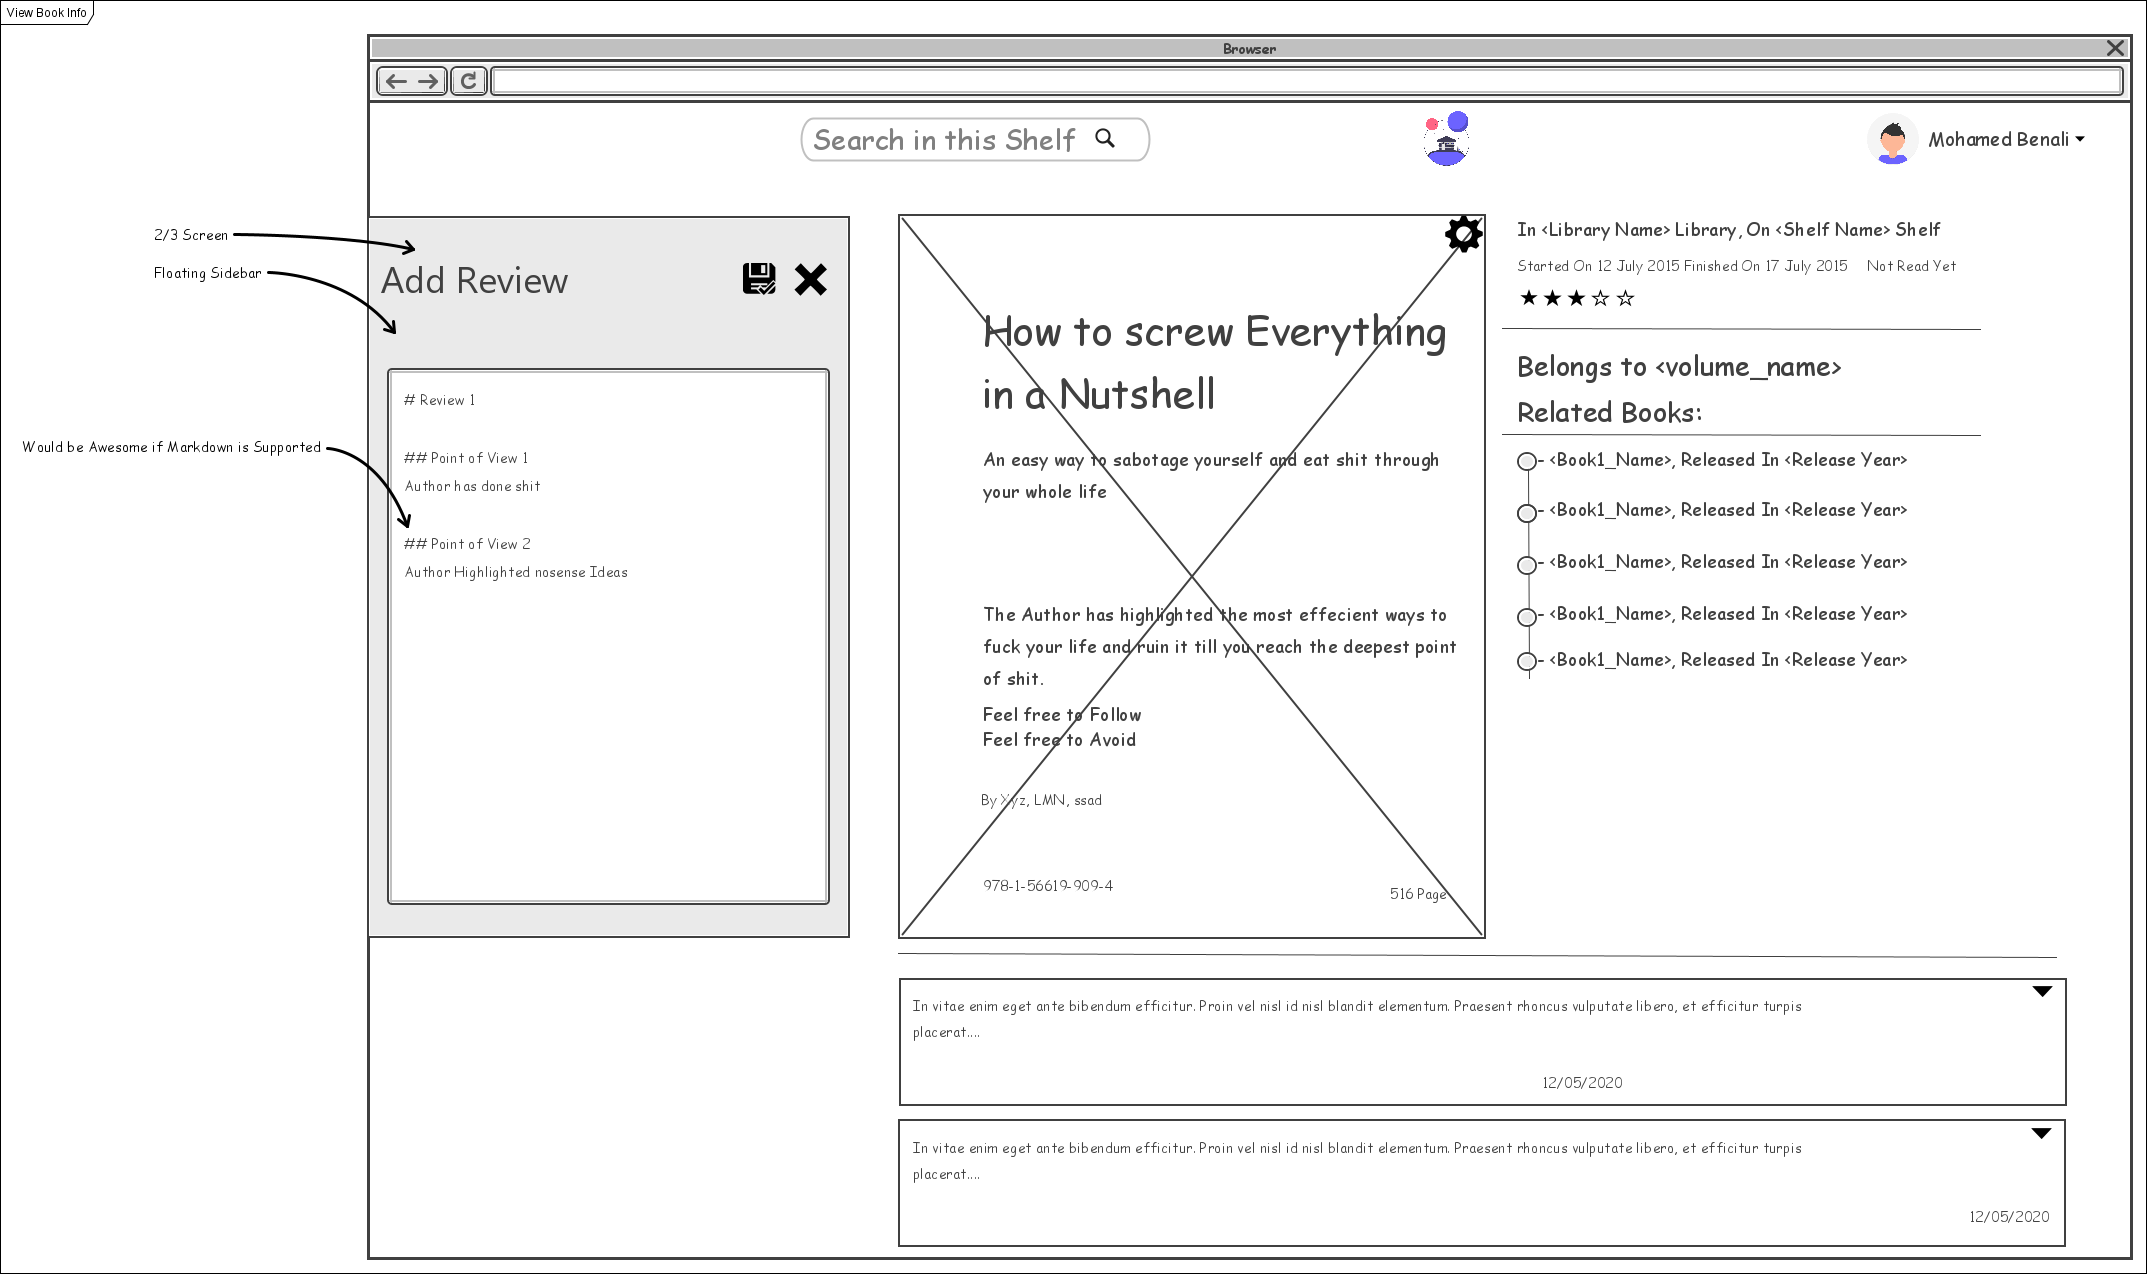 View Book Info
Browser
Search in this Shelf
Mohamed Benali
2/3 Screen
Floating Sidebar
Would be Awesome if Markdown is Supported
Add Review
# Review 1
## Point of View 1
Author has done shit
## Point of View 2
Author Highlighted nosense Ideas
How to screw Everything
in a Nutshell
An easy way to sabotage yourself and eat shit through
your whole life
The Author has highlighted the most effecient ways to
fuck your life and ruin it till you reach the deepest point
of shit.
Feel free to Follow
Feel free to Avoid
By Xyz, LMN, ssad
978-1-56619-909-4
516 Page
In <Library Name> Library, On <Shelf Name> Shelf
Started On 12 July 2015 Finished On 17 July 2015 Not Read Yet
Belongs to <volume_name>
Related Books:
- <Book1_Name>, Released In <Release Year>
- <Book1_Name>, Released In <Release Year>
- <Book1_Name>, Released In <Release Year>
- <Book1_Name>, Released In <Release Year>
- <Book1_Name>, Released In <Release Year>
In vitae enim eget ante bibendum efficitur. Proin vel nisl id nisl blandit elementum. Praesent rhoncus vulputate libero, et efficitur turpis
placerat....
12/05/2020
In vitae enim eget ante bibendum efficitur. Proin vel nisl id nisl blandit elementum. Praesent rhoncus vulputate libero, et efficitur turpis
placerat....
12/05/2020